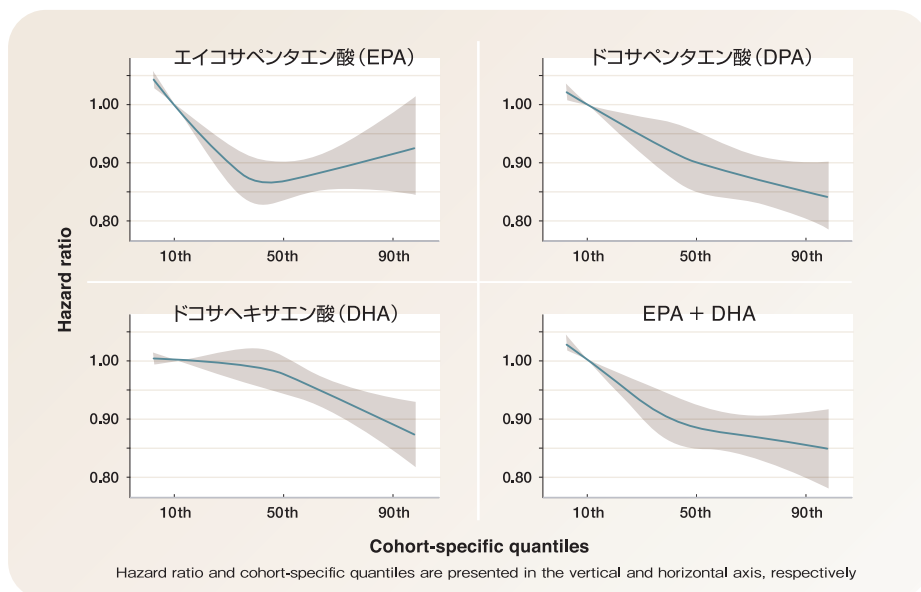 エイコサペンタエン酸(EPA)
1.00
0.90
0.80
10th 50th 90th
ドコサペンタエン酸(DPA)
1.00
0.90
0.80
10th 50th 90th
ドコサヘキサエン酸(DHA)
1.00
0.90
0.80
10th 50th 90th
EPA + DHA
1.00
0.90
0.80
10th 50th 90th
Hazard ratio
Cohort-specific quantiles
Hazard ratio and cohort-specific quantiles are presented in the vertical and horizontal axis, respectively